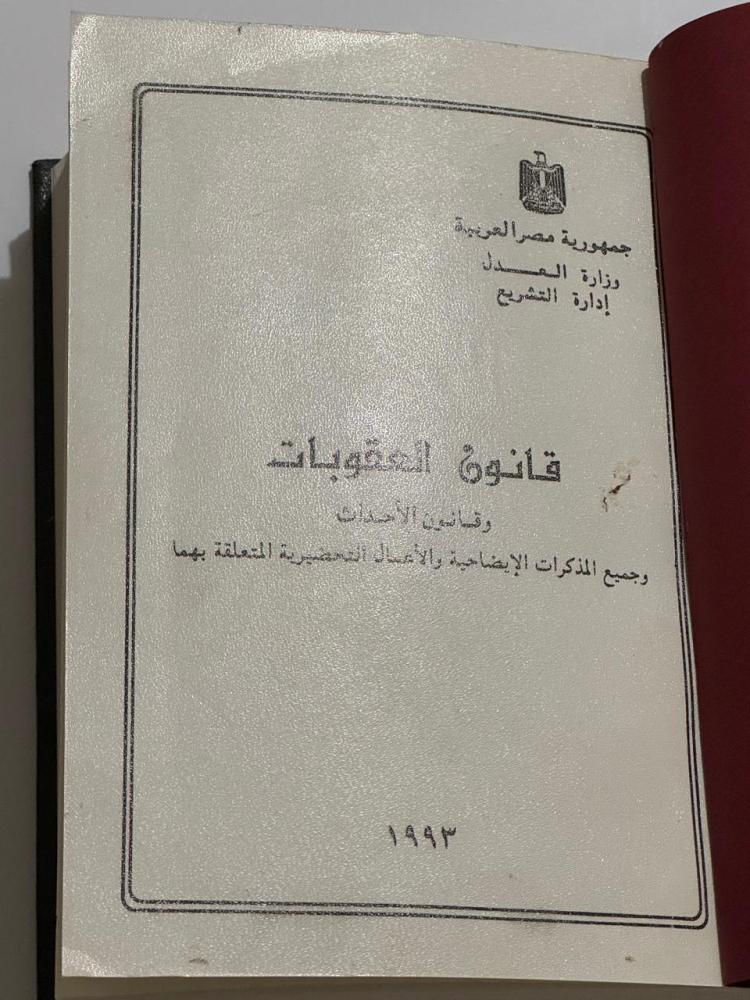 جمهورية مصر العربية
وزارة العدل
إدارة التشريع
قانون العقوبات
وقانون الأحداث
وجميع المذكرات الإيضاحية والأعمال التحضيرية المتعلقة بهما
١٩٩٣